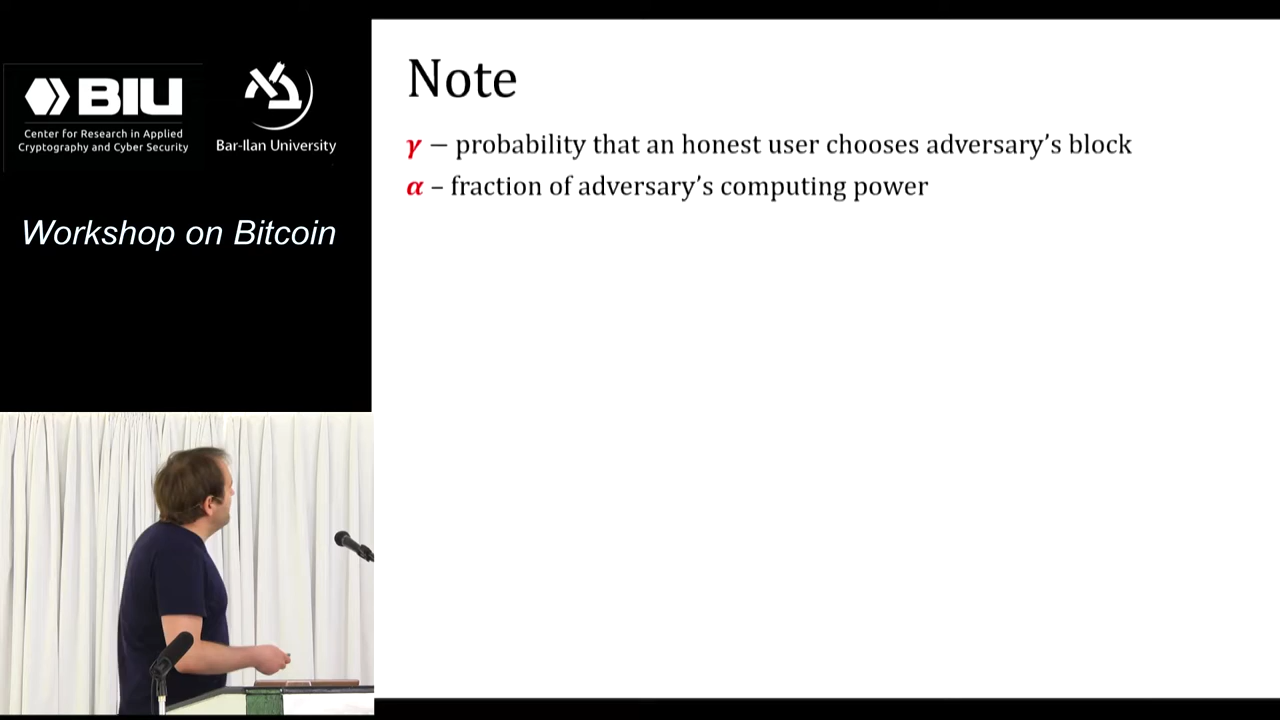 BIU
Center for Research in Applied
Cryptography and Cyber Security
Bar-Ilan University
Workshop on Bitcoin
Note
γ − probability that an honest user chooses adversary’s block
α – fraction of adversary’s computing power